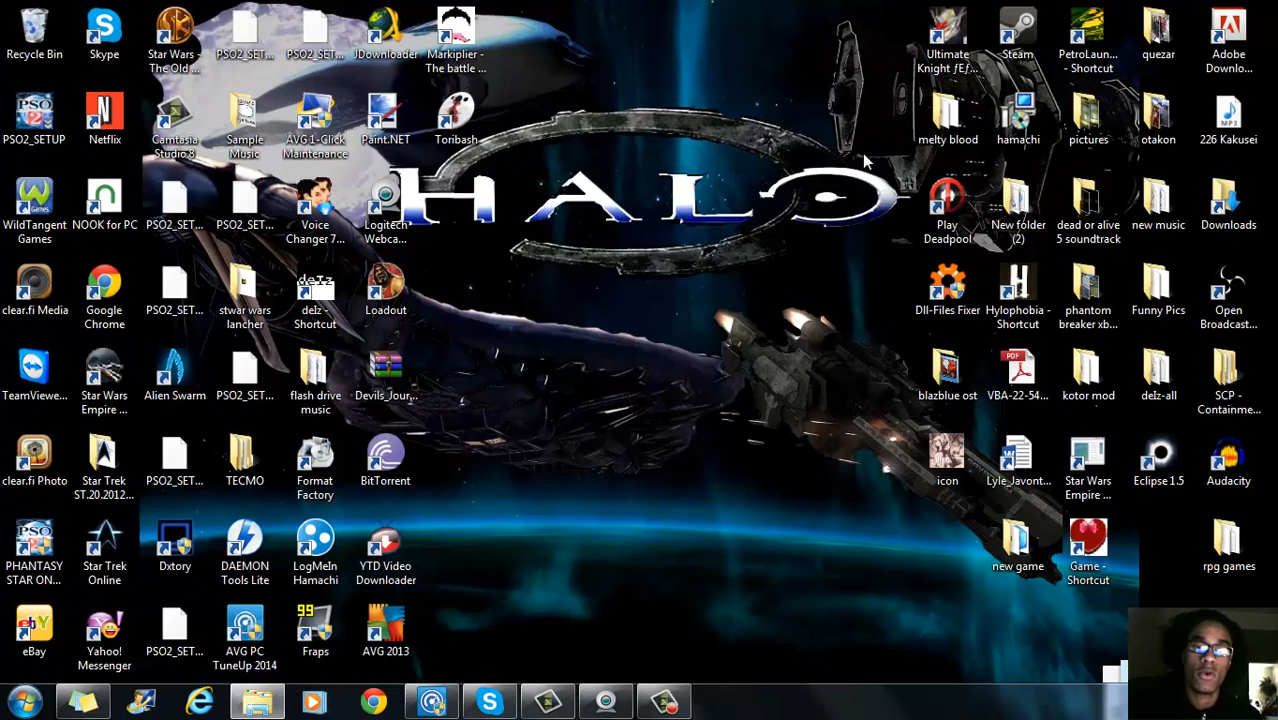 Recycle Bin
Skype
Star Wars -
The Old ...
PSO2_SET...
PSO2_SET...
JDownloader
Markiplier -
The battle ...
Ultimate
Steam
PetroLaun...
- Shortcut
quezar
Adobe
Downlo...
PSO2_SETUP
Netflix
Camtasia
Studio 8
Sample
Music
AVG 1-Click
Maintenance
Paint.NET
Toribash
melty blood
hamachi
pictures
otakon
226 Kakusei
HALO
WildTangent
Games
NOOK for PC
PSO2_SET...
PSO2_SET...
Voice
Changer 7...
Logitech
Webca...
Play
Deadpool
New folder
(2)
dead or alive
5 soundtrack
new music
Downloads
clear.fi Media
Google
Chrome
PSO2_SET...
stwar wars
lancher
Loadout
Dll-Files Fixer
Hylophobia -
Shortcut
phantom
breaker xb...
Funny Pics
Open
Broadcast...
TeamViewe...
Star Wars
Empire ...
Alien Swarm
PSO2_SET...
flash drive
music
Devils_Jour...
blazblue ost
VBA-22-54...
kotor mod
SCP -
Containme...
clear.fi Photo
Star Trek
ST.20.2012...
PSO2_SET...
TECMO
Format
Factory
BitTorrent
icon
Lyle_Javont...
Star Wars
Empire ...
Eclipse 1.5
Audacity
PHANTASY
STAR ON...
Star Trek
Online
Dxtory
DAEMON
Tools Lite
LogMeIn
Hamachi
YTD Video
Downloader
new game
Game -
Shortcut
rpg games
eBay
Yahoo!
Messenger
PSO2_SET...
AVG PC
TuneUp 2014
99
Fraps
AVG 2013